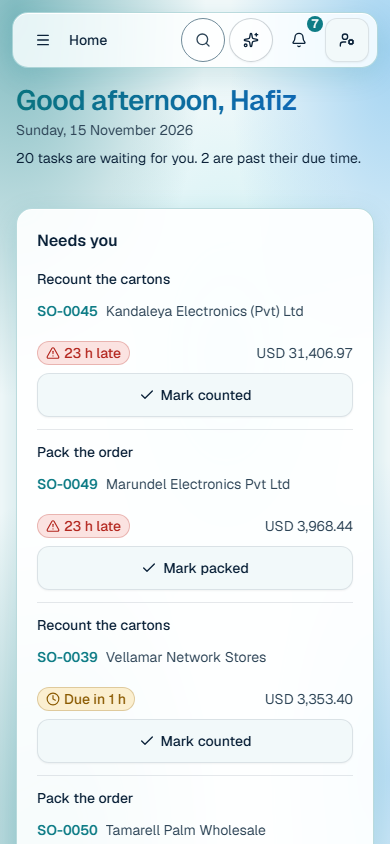 Home
7
Good afternoon, Hafiz
Sunday, 15 November 2026
20 tasks are waiting for you. 2 are past their due time.
Needs you
Recount the cartons
SO-0045 Kandaleya Electronics (Pvt) Ltd
23 h late USD 31,406.97
Mark counted
Pack the order
SO-0049 Marundel Electronics Pvt Ltd
23 h late USD 3,968.44
Mark packed
Recount the cartons
SO-0039 Vellamar Network Stores
Due in 1 h USD 3,353.40
Mark counted
Pack the order
SO-0050 Tamarell Palm Wholesale